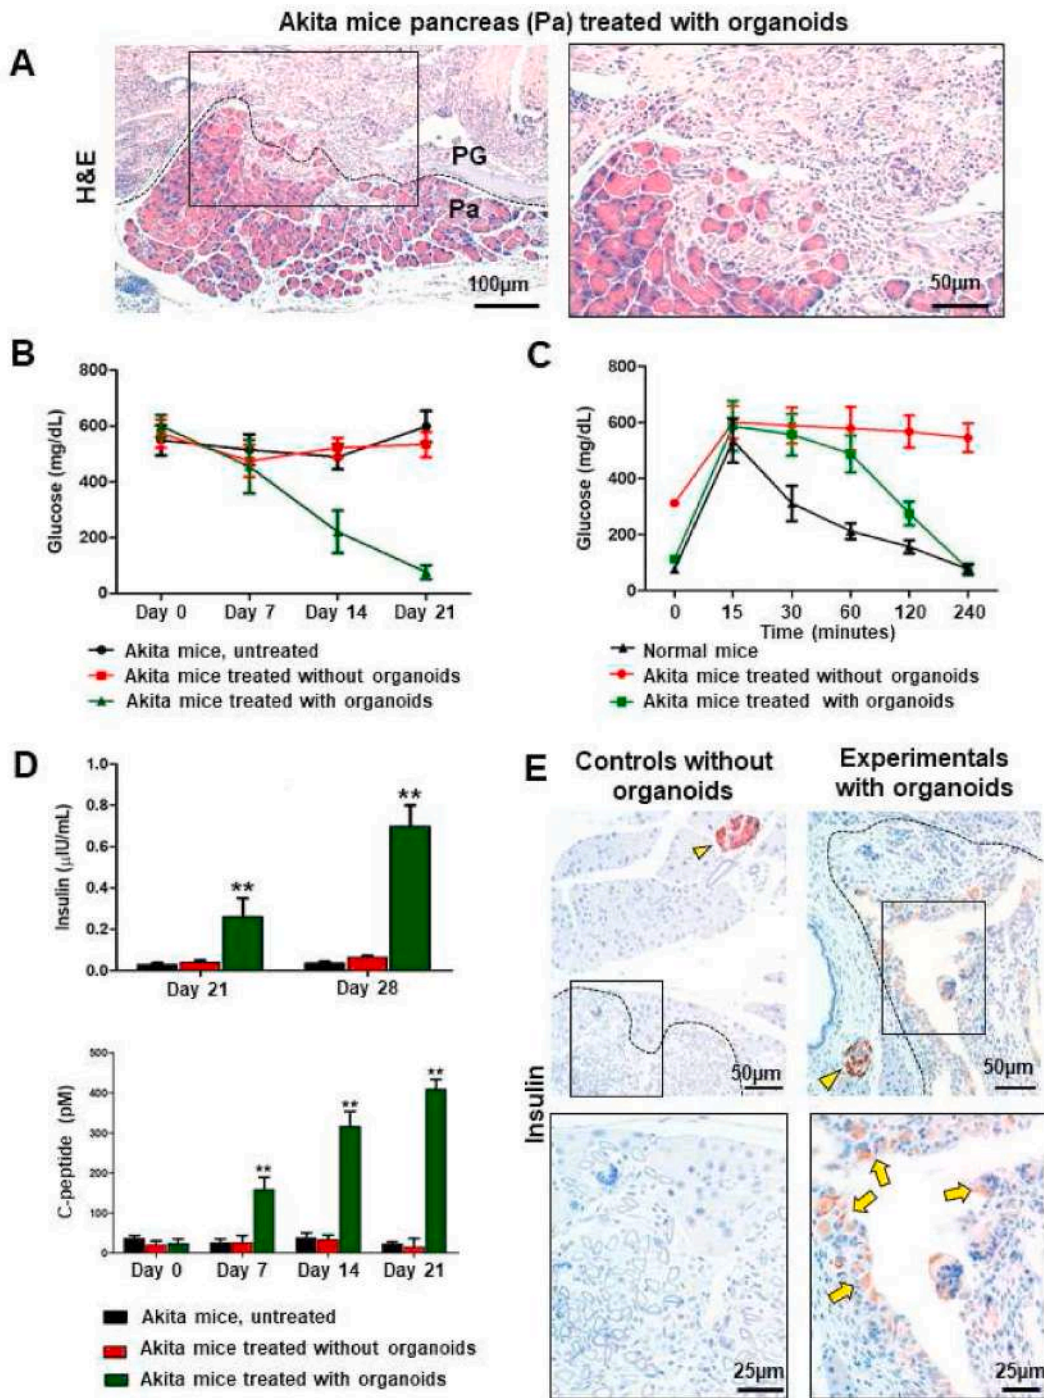 Akita mice pancreas (Pa) treated with organoids
A
H&E
PG
Pa
100µm
50µm
B
Glucose (mg/dL)
800
600
400
200
0
Day 0 Day 7 Day 14 Day 21
Akita mice, untreated
Akita mice treated without organoids
Akita mice treated with organoids
C
Glucose (mg/dL)
800
600
400
200
0
0 15 30 60 120 240
Time (minutes)
Normal mice
Akita mice treated without organoids
Akita mice treated with organoids
D
Insulin (µIU/mL)
1.0
0.8
0.6
0.4
0.2
0.0
**
**
Day 21 Day 28
C-peptide (pM)
500
400
300
200
100
0
**
**
**
Day 0 Day 7 Day 14 Day 21
Akita mice, untreated
Akita mice treated without organoids
Akita mice treated with organoids
E
Controls without
organoids
Experimentals
with organoids
Insulin
50µm
50µm
25µm
25µm